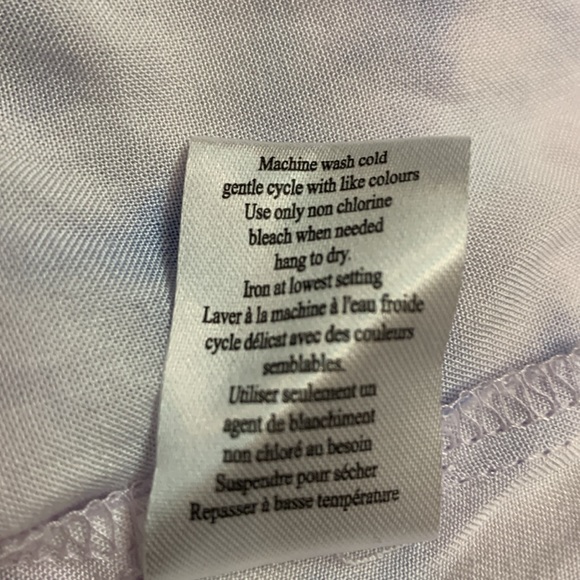 Machine wash cold
gentle cycle with like colours
Use only non chlorine
bleach when needed
hang to dry.
Iron at lowest setting
Laver à la machine à l'eau froide
cycle délicat avec des couleurs
semblables.
Utiliser seulement un
agent de blanchiment
non chloré au besoin
Suspendre pour sécher
Repasser à basse température